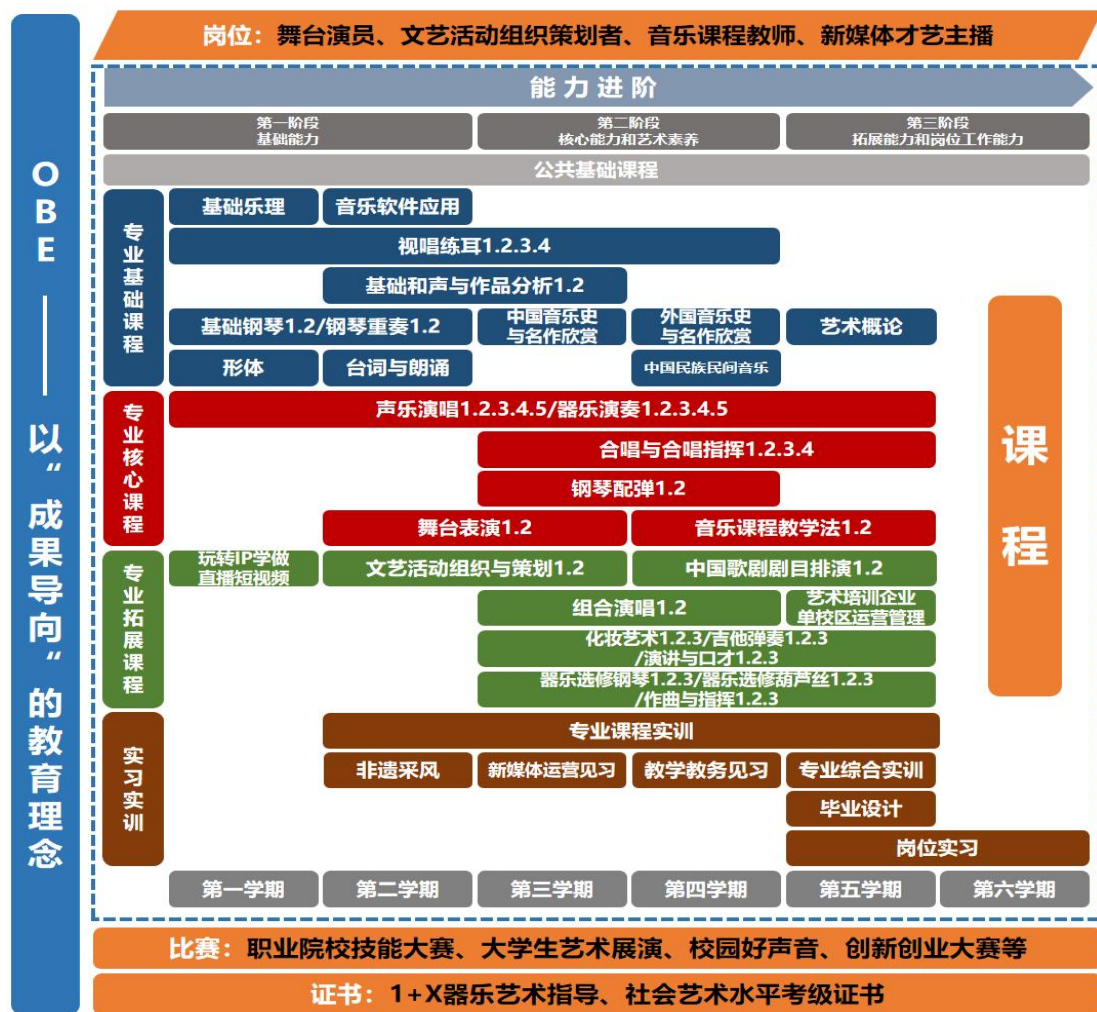 岗位：舞台演员、文艺活动组织策划者、音乐课程教师、新媒体才艺主播
OBE——以“成果导向“的教育理念
能力进阶
第一阶段
基础能力
第二阶段
核心能力和艺术素养
第三阶段
拓展能力和岗位工作能力
公共基础课程
专业基础课程
基础乐理
音乐软件应用
视唱练耳1.2.3.4
基础和声与作品分析1.2
基础钢琴1.2/钢琴重奏1.2
中国音乐史
与名作欣赏
外国音乐史
与名作欣赏
艺术概论
形体
台词与朗诵
中国民族民间音乐
专业核心课程
声乐演唱1.2.3.4.5/器乐演奏1.2.3.4.5
合唱与合唱指挥1.2.3.4
钢琴配弹1.2
舞台表演1.2
音乐课程教学法1.2
课程
专业拓展课程
玩转IP学做
直播短视频
文艺活动组织与策划1.2
中国歌剧剧目排演1.2
组合演唱1.2
艺术培训企业
单校区运营管理
化妆艺术1.2.3/吉他弹奏1.2.3
/演讲与口才1.2.3
器乐选修钢琴1.2.3/器乐选修葫芦丝1.2.3
/作曲与指挥1.2.3
实习实训
专业课程实训
非遗采风
新媒体运营见习
教学教务见习
专业综合实训
毕业设计
岗位实习
第一学期
第二学期
第三学期
第四学期
第五学期
第六学期
比赛：职业院校技能大赛、大学生艺术展演、校园好声音、创新创业大赛等
证书：1+X器乐艺术指导、社会艺术水平考级证书